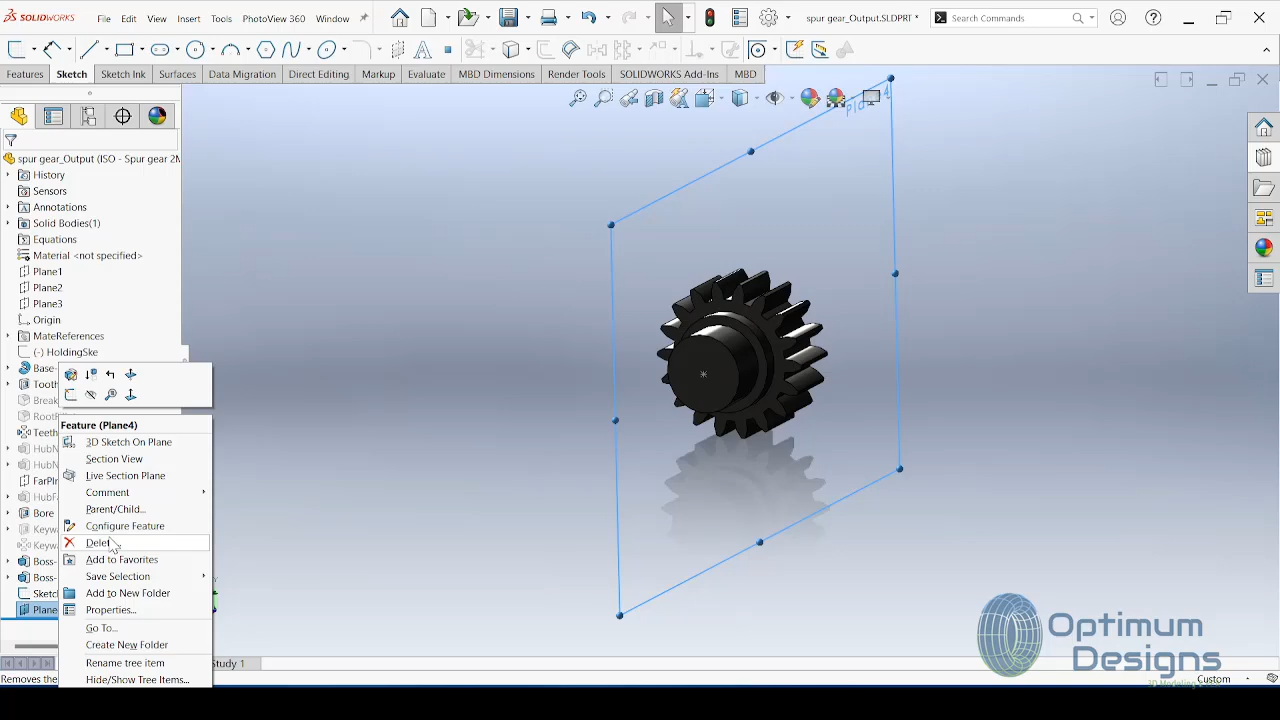 SOLIDWORKS File Edit View Insert Tools PhotoView 360 Window spur gear_Output.SLDPRT * Search Commands
Features Sketch Sketch Ink Surfaces Data Migration Direct Editing Markup Evaluate MBD Dimensions Render Tools SOLIDWORKS Add-Ins MBD
spur gear_Output (ISO - Spur gear 2M
History
Sensors
Annotations
Solid Bodies(1)
Equations
Material <not specified>
Plane1
Plane2
Plane3
Origin
MateReferences
(-) HoldingSke
Base-
Tooth
Break
Root
Teeth
HubN
HubN
FarPl
HubF
Bore
Keyw
Keyw
Boss-
Boss-
Sketc
Plane
Feature (Plane4)
3D Sketch On Plane
Section View
Live Section Plane
Comment
Parent/Child...
Configure Feature
Delet
Add to Favorites
Save Selection
Add to New Folder
Properties...
Go To...
Create New Folder
Rename tree item
Hide/Show Tree Items...
Study 1
Removes the
Custom
Optimum
Designs